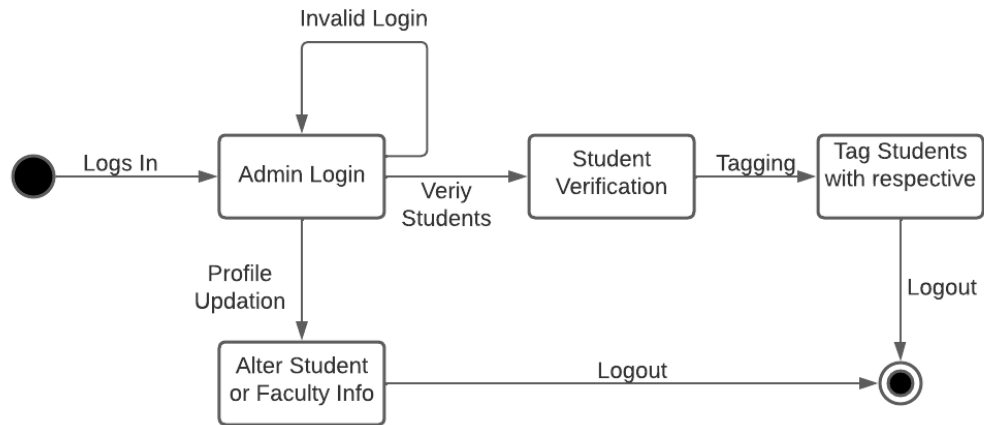 Invalid Login
Logs In
Admin Login
Veriy
Students
Student
Verification
Tagging
Tag Students
with respective
Profile
Updation
Logout
Alter Student
or Faculty Info
Logout